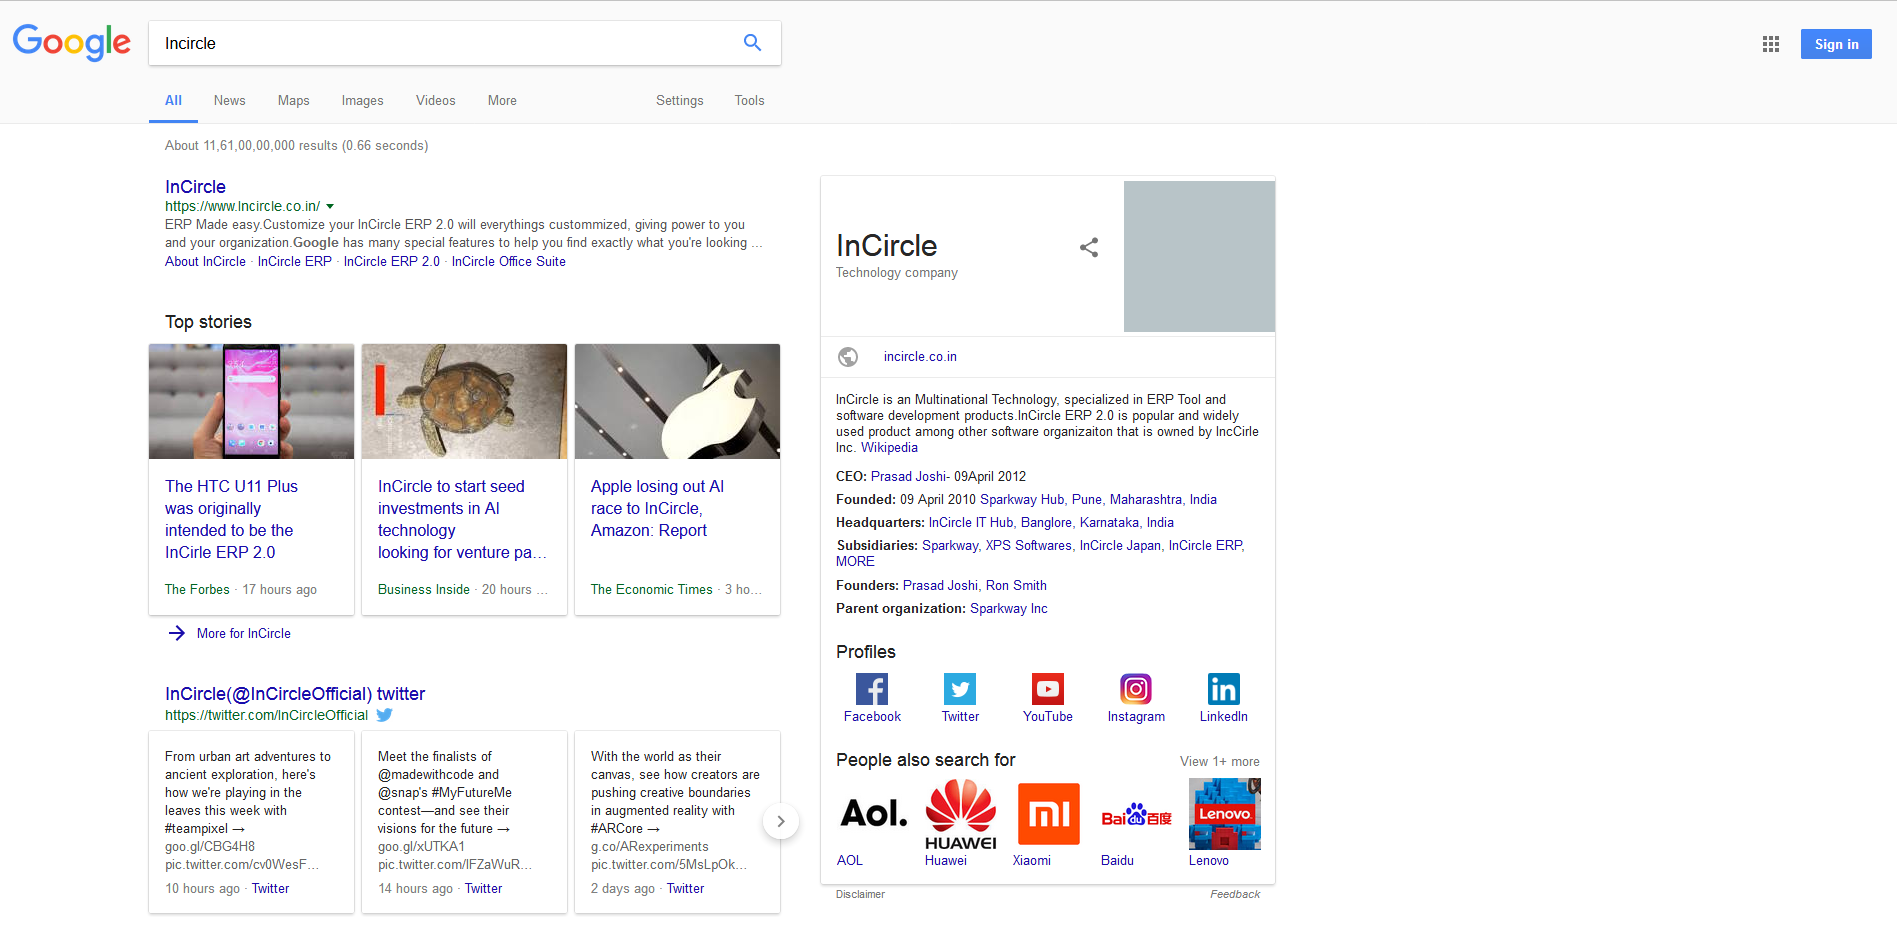 Google
Incircle
Sign in
All News Maps Images Videos More Settings Tools
About 11,61,00,00,000 results (0.66 seconds)
InCircle
https://www.Incircle.co.in/
ERP Made easy.Customize your InCircle ERP 2.0 will everythings custommized, giving power to you
and your organization.Google has many special features to help you find exactly what you're looking ...
About InCircle · InCircle ERP · InCircle ERP 2.0 · InCircle Office Suite
Top stories
The HTC U11 Plus
was originally
intended to be the
InCirle ERP 2.0
The Forbes · 17 hours ago
InCircle to start seed
investments in AI
technology
looking for venture pa...
Business Inside · 20 hours ...
Apple losing out AI
race to InCircle,
Amazon: Report
The Economic Times · 3 ho...
More for InCircle
InCircle(@InCircleOfficial) twitter
https://twitter.com/InCircleOfficial
From urban art adventures to
ancient exploration, here's
how we're playing in the
leaves this week with
#teampixel →
goo.gl/CBG4H8
pic.twitter.com/cv0WesF...
10 hours ago · Twitter
Meet the finalists of
@madewithcode and
@snap's #MyFutureMe
contest—and see their
visions for the future →
goo.gl/xUTKA1
pic.twitter.com/lFZaWuR...
14 hours ago · Twitter
With the world as their
canvas, see how creators are
pushing creative boundaries
in augmented reality with
#ARCore →
g.co/ARexperiments
pic.twitter.com/5MsLpOk...
2 days ago · Twitter
InCircle
Technology company
incircle.co.in
InCircle is an Multinational Technology, specialized in ERP Tool and
software development products.InCircle ERP 2.0 is popular and widely
used product among other software organizaiton that is owned by IncCirle
Inc. Wikipedia
CEO: Prasad Joshi- 09April 2012
Founded: 09 April 2010 Sparkway Hub, Pune, Maharashtra, India
Headquarters: InCircle IT Hub, Banglore, Karnataka, India
Subsidiaries: Sparkway, XPS Softwares, InCircle Japan, InCircle ERP,
MORE
Founders: Prasad Joshi, Ron Smith
Parent organization: Sparkway Inc
Profiles
Facebook Twitter YouTube Instagram LinkedIn
People also search for View 1+ more
Aol. HUAWEI mi Bai du 百度 Lenovo.
AOL Huawei Xiaomi Baidu Lenovo
Disclaimer Feedback